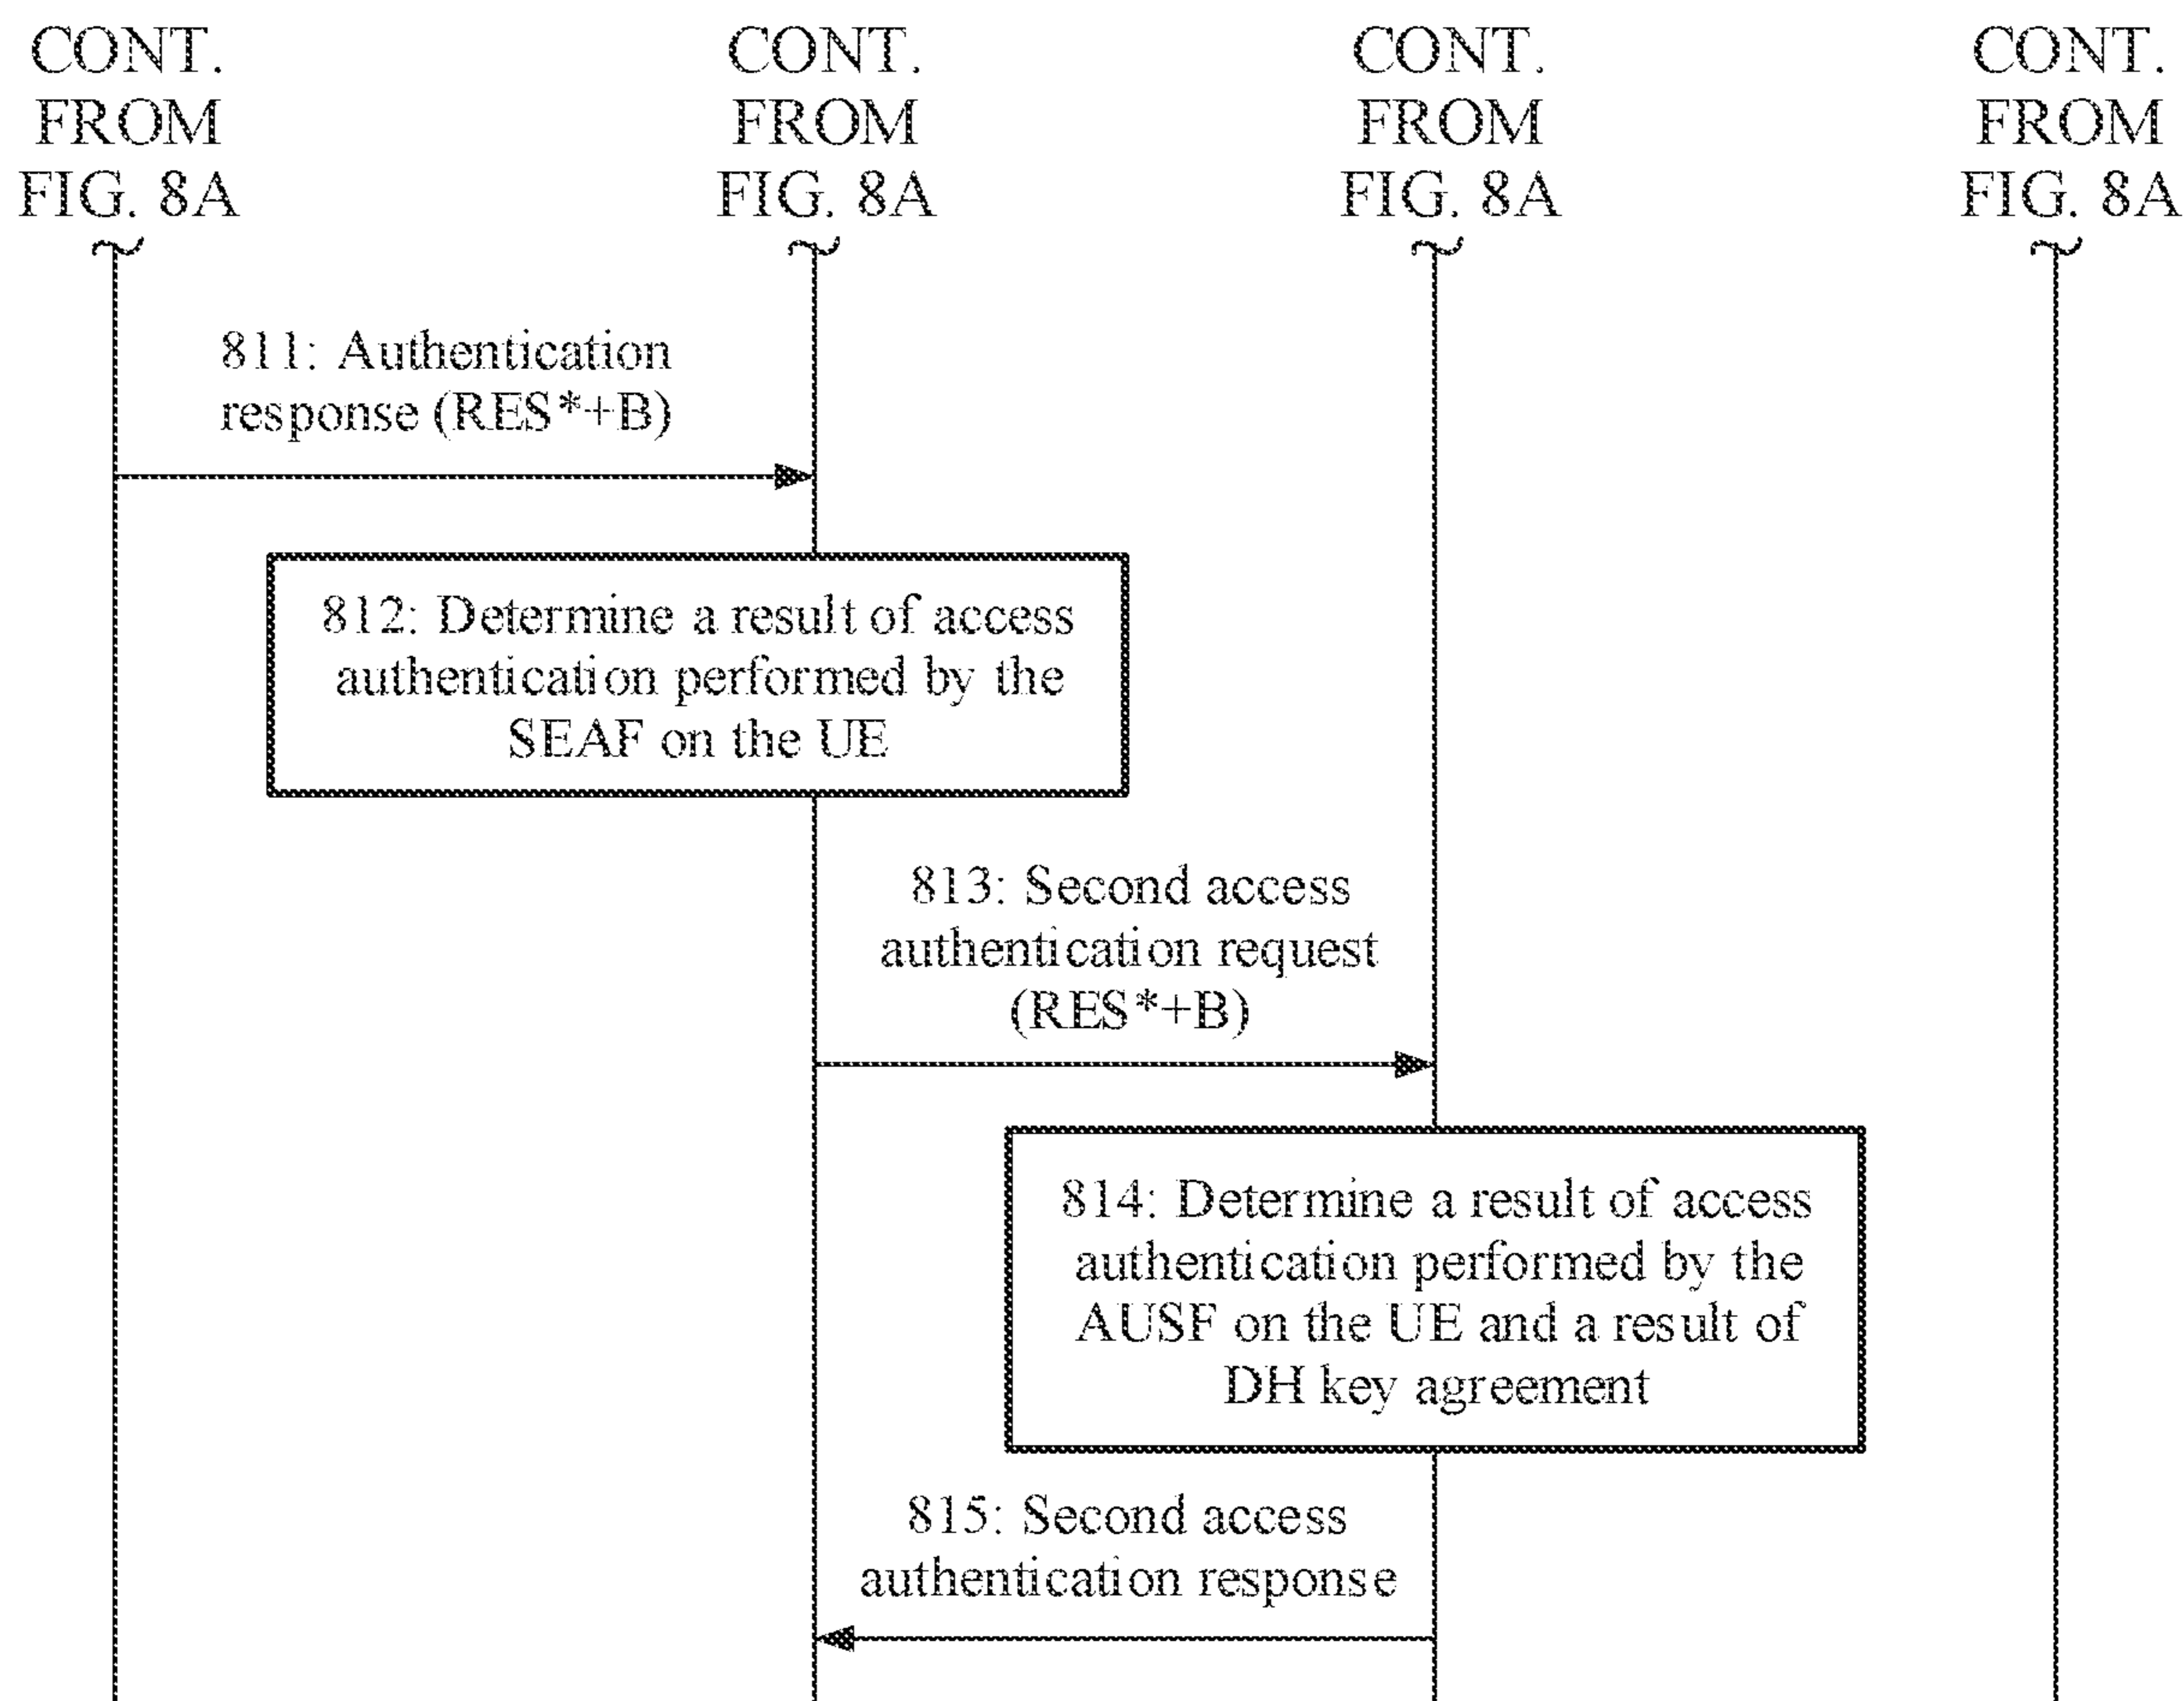 CONT.
FROM
FIG. 8A
CONT.
FROM
FIG. 8A
CONT.
FROM
FIG. 8A
CONT.
FROM
FIG. 8A
811: Authentication
response (RES*+B)
812: Determine a result of access
authentication performed by the
SEAF on the UE
813: Second access
authentication request
(RES*+B)
814: Determine a result of access
authentication performed by the
AUSF on the UE and a result of
DH key agreement
815: Second access
authentication response